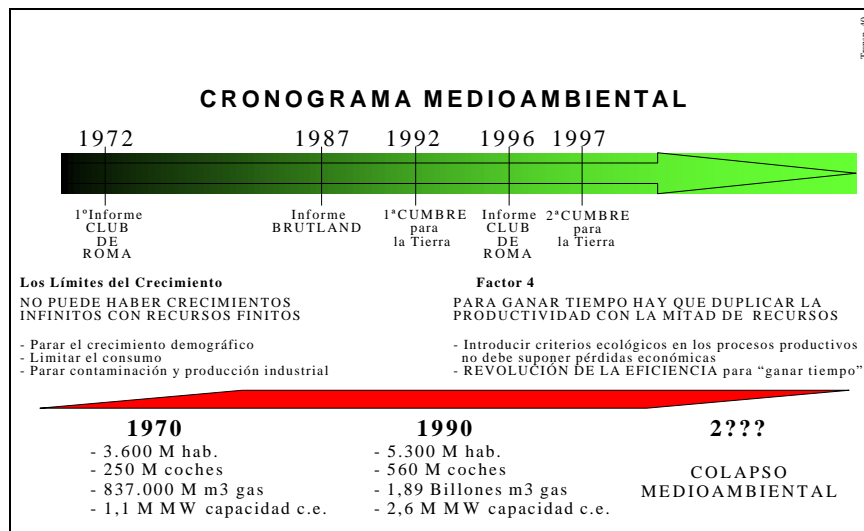 CRONOGRAMA MEDIOAMBIENTAL
1972 1987 1992 1996 1997
1ºInforme
CLUB
DE
ROMA
Informe
BRUTLAND
1ªCUMBRE
para
la Tierra
Informe
CLUB
DE
ROMA
2ªCUMBRE
para
la Tierra
Los Límites del Crecimiento
NO PUEDE HABER CRECIMIENTOS
INFINITOS CON RECURSOS FINITOS
- Parar el crecimiento demográfico
- Limitar el consumo
- Parar contaminación y producción industrial
Factor 4
PARA GANAR TIEMPO HAY QUE DUPLICAR LA
PRODUCTIVIDAD CON LA MITAD DE RECURSOS
- Introducir criterios ecológicos en los procesos productivos
no debe suponer pérdidas económicas
- REVOLUCIÓN DE LA EFICIENCIA para “ganar tiempo”
1970
- 3.600 M hab.
- 250 M coches
- 837.000 M m3 gas
- 1,1 M MW capacidad c.e.
1990
- 5.300 M hab.
- 560 M coches
- 1,89 Billones m3 gas
- 2,6 M MW capacidad c.e.
2???
COLAPSO
MEDIOAMBIENTAL